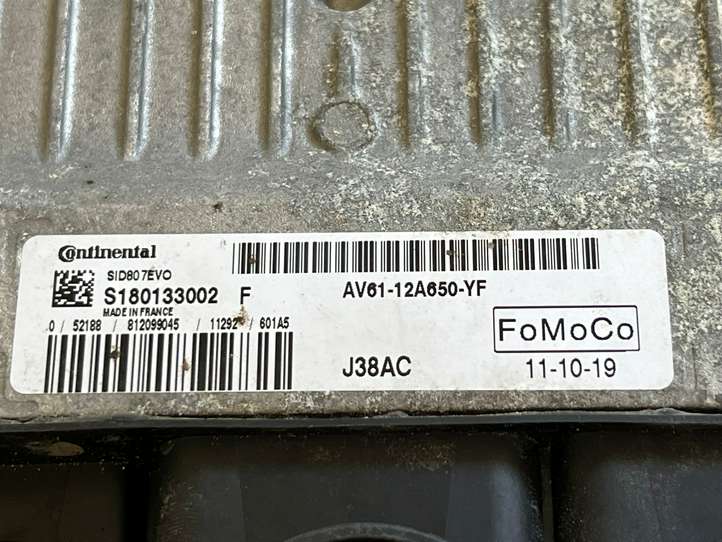 Continental
SID807EVO
S180133002 F
MADE IN FRANCE
.0 / 52188 / 812099045 / 11292 / 601A5
AV61-12A650-YF
J38AC
FoMoCo
11-10-19